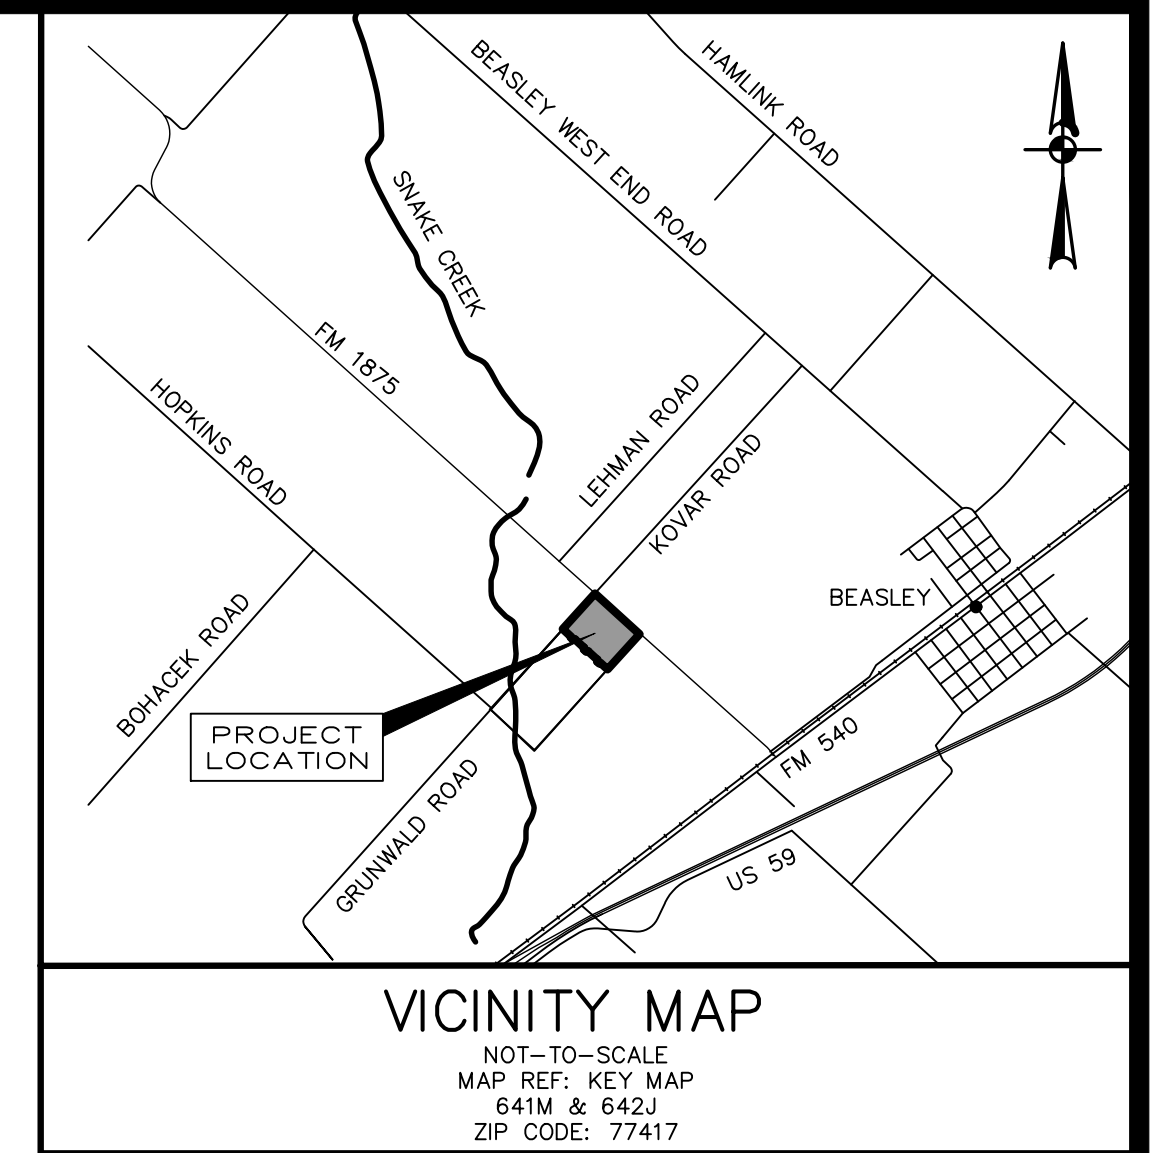 HAMLINK ROAD
BEASLEY WEST END ROAD
SNAKE CREEK
FM 1875
HOPKINS ROAD
LEHMAN ROAD
KOVAR ROAD
BEASLEY
BOHACEK ROAD
PROJECT
LOCATION
FM 540
GRUNWALD ROAD
US 59
VICINITY MAP
NOT-TO-SCALE
MAP REF: KEY MAP
641M & 642J
ZIP CODE: 77417